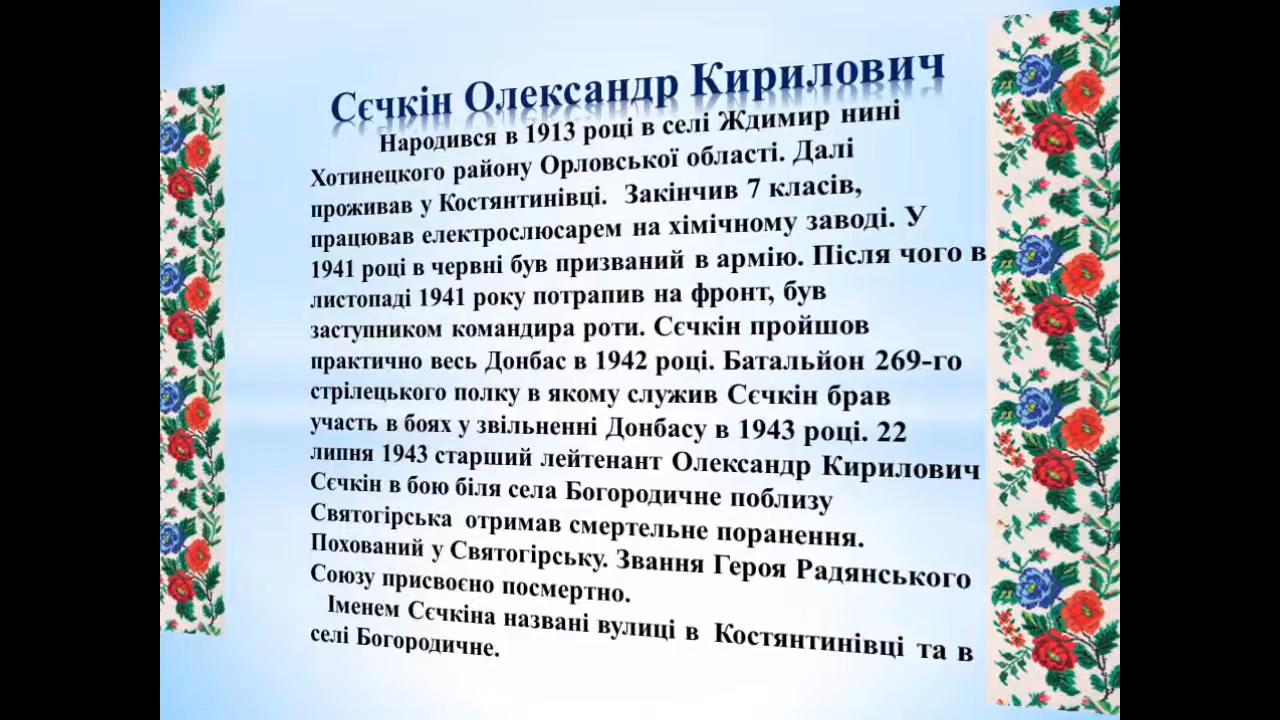 Сєчкін Олександр Кирилович
Народився в 1913 році в селі Ждимир нині
Хотинецкого району Орловської області. Далі
проживав у Костянтинівці. Закінчив 7 класів,
працював електрослюсарем на хімічному заводі. У
1941 році в червні був призваний в армію. Після чого в
листопаді 1941 року потрапив на фронт, був
заступником командира роти. Сєчкін пройшов
практично весь Донбас в 1942 році. Батальйон 269-го
стрілецького полку в якому служив Сєчкін брав
участь в боях у звільненні Донбасу в 1943 році. 22
липня 1943 старший лейтенант Олександр Кирилович
Сєчкін в бою біля села Богородичне поблизу
Святогірська отримав смертельне поранення.
Похований у Святогірську. Звання Героя Радянського
Союзу присвоєно посмертно.
Іменем Сєчкіна названі вулиці в Костянтинівці та в
селі Богородичне.